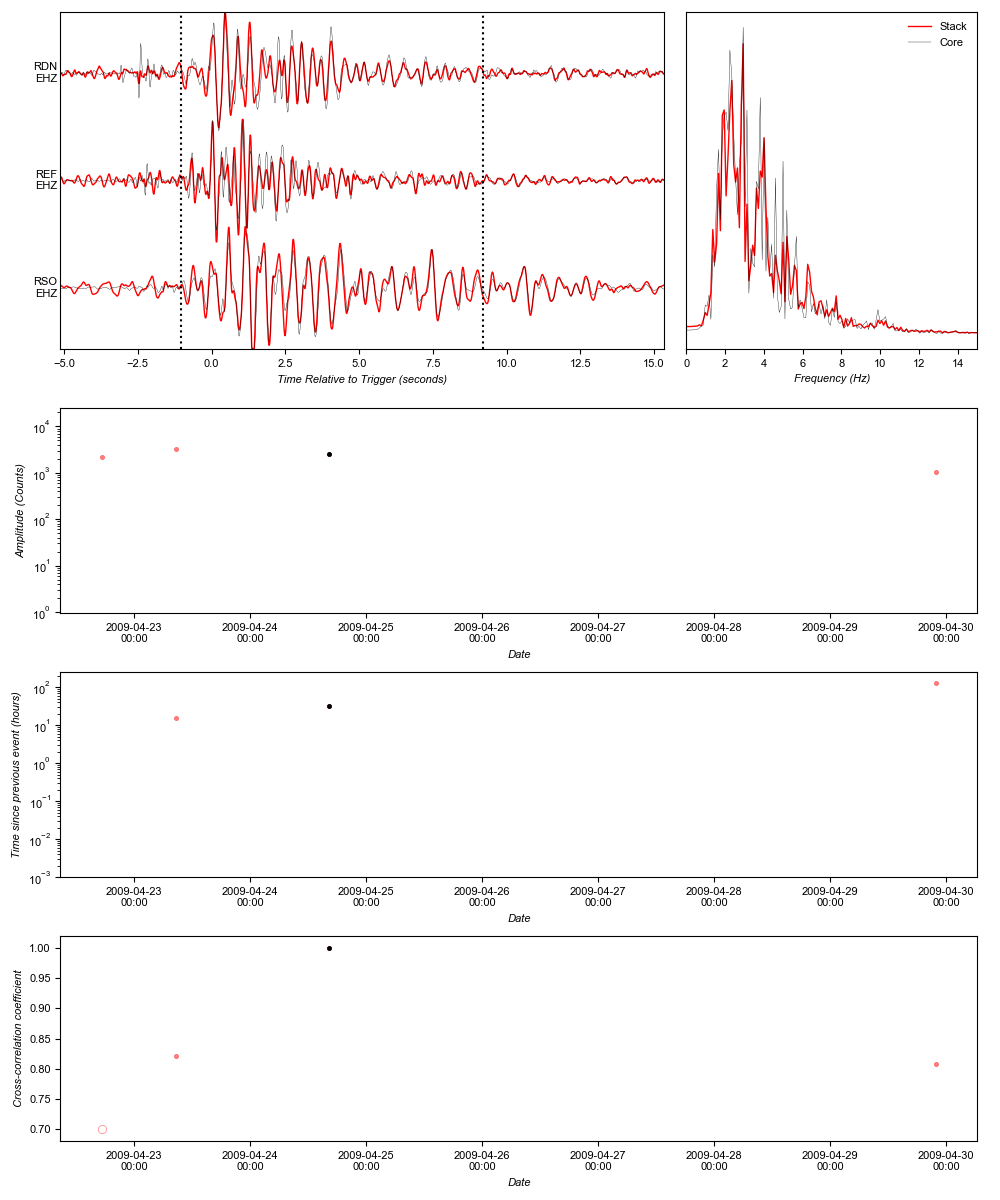 RDN
EHZ
REF
EHZ
RSO
EHZ
−5.0 −2.5 0.0 2.5 5.0 7.5 10.0 12.5 15.0
Time Relative to Trigger (seconds)
Stack
Core
0 2 4 6 8 10 12 14
Frequency (Hz)
10⁴
10³
10²
10¹
10⁰
Amplitude (Counts)
2009-04-23 2009-04-24 2009-04-25 2009-04-26 2009-04-27 2009-04-28 2009-04-29 2009-04-30
00:00 00:00 00:00 00:00 00:00 00:00 00:00 00:00
Date
10²
10¹
10⁰
10⁻¹
10⁻²
10⁻³
Time since previous event (hours)
2009-04-23 2009-04-24 2009-04-25 2009-04-26 2009-04-27 2009-04-28 2009-04-29 2009-04-30
00:00 00:00 00:00 00:00 00:00 00:00 00:00 00:00
Date
1.00
0.95
0.90
0.85
0.80
0.75
0.70
Cross-correlation coefficient
2009-04-23 2009-04-24 2009-04-25 2009-04-26 2009-04-27 2009-04-28 2009-04-29 2009-04-30
00:00 00:00 00:00 00:00 00:00 00:00 00:00 00:00
Date